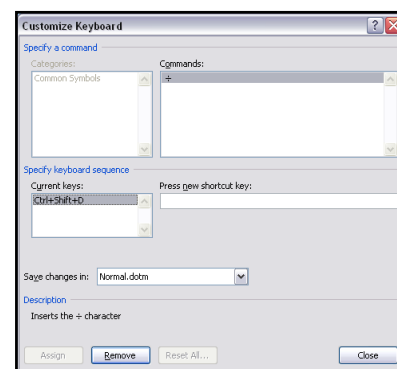 Customize Keyboard
Specify a command
Categories:
Commands:
Common Symbols
÷
Specify keyboard sequence
Current keys:
Press new shortcut key:
Ctrl+Shift+D
Save changes in:
Normal.dotm
Description
Inserts the ÷ character
Assign
Remove
Reset All...
Close